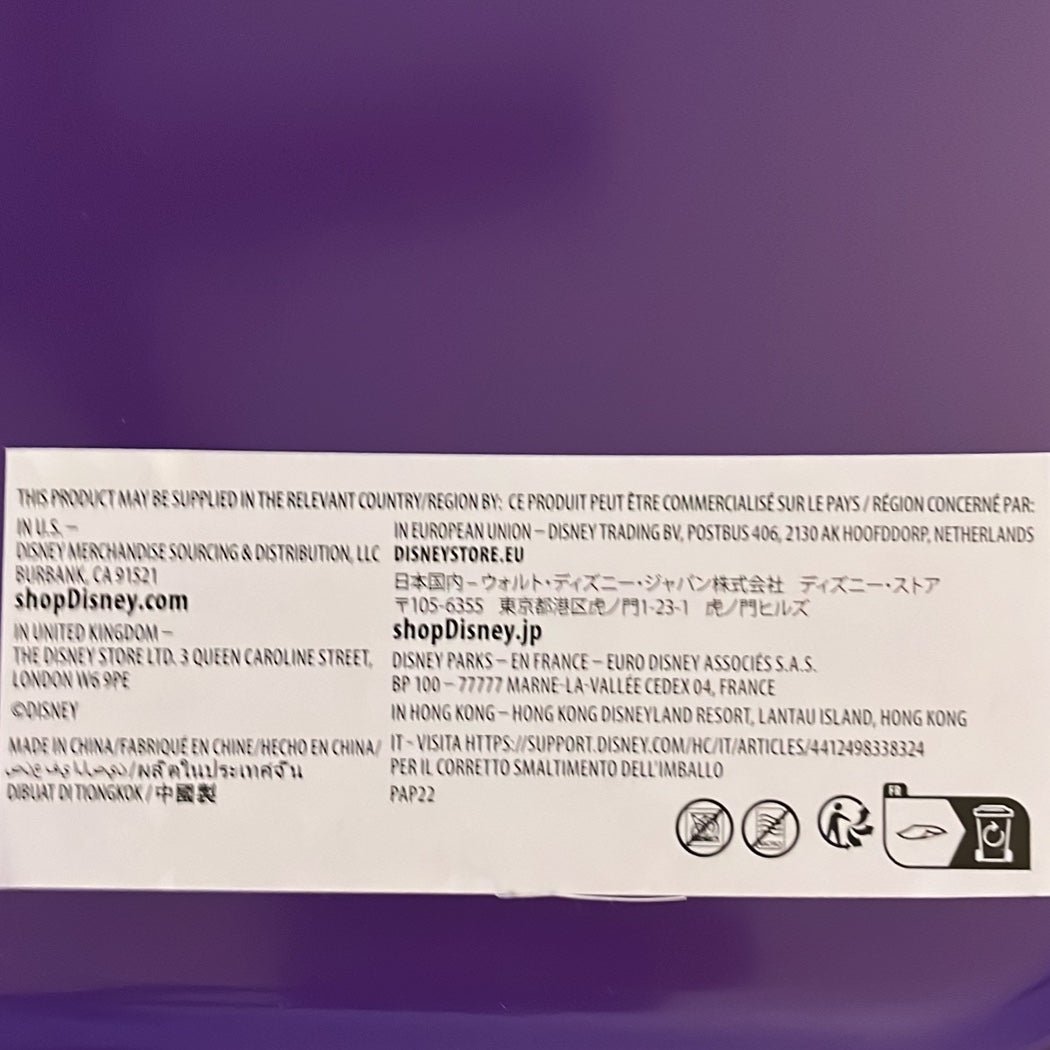 THIS PRODUCT MAY BE SUPPLIED IN THE RELEVANT COUNTRY/REGION BY: CE PRODUIT PEUT ÊTRE COMMERCIALISÉ SUR LE PAYS / RÉGION CONCERNÉ PAR:
IN U.S. –
DISNEY MERCHANDISE SOURCING & DISTRIBUTION, LLC
BURBANK, CA 91521
shopDisney.com
IN UNITED KINGDOM –
THE DISNEY STORE LTD. 3 QUEEN CAROLINE STREET,
LONDON W6 9PE
©DISNEY
MADE IN CHINA/FABRIQUÉ EN CHINE/HECHO EN CHINA/
صنع في الصين/ผลิตในประเทศจีน
DIBUAT DI TIONGKOK / 中國製
IN EUROPEAN UNION – DISNEY TRADING BV, POSTBUS 406, 2130 AK HOOFDDORP, NETHERLANDS
DISNEYSTORE.EU
日本国内 – ウォルト・ディズニー・ジャパン株式会社 ディズニー・ストア
〒105-6355 東京都港区虎ノ門1-23-1 虎ノ門ヒルズ
shopDisney.jp
DISNEY PARKS – EN FRANCE – EURO DISNEY ASSOCIÉS S.A.S.
BP 100 – 77777 MARNE-LA-VALLÉE CEDEX 04, FRANCE
IN HONG KONG – HONG KONG DISNEYLAND RESORT, LANTAU ISLAND, HONG KONG
IT - VISITA HTTPS://SUPPORT.DISNEY.COM/HC/IT/ARTICLES/4412498338324
PER IL CORRETTO SMALTIMENTO DELL'IMBALLO
PAP22
FR